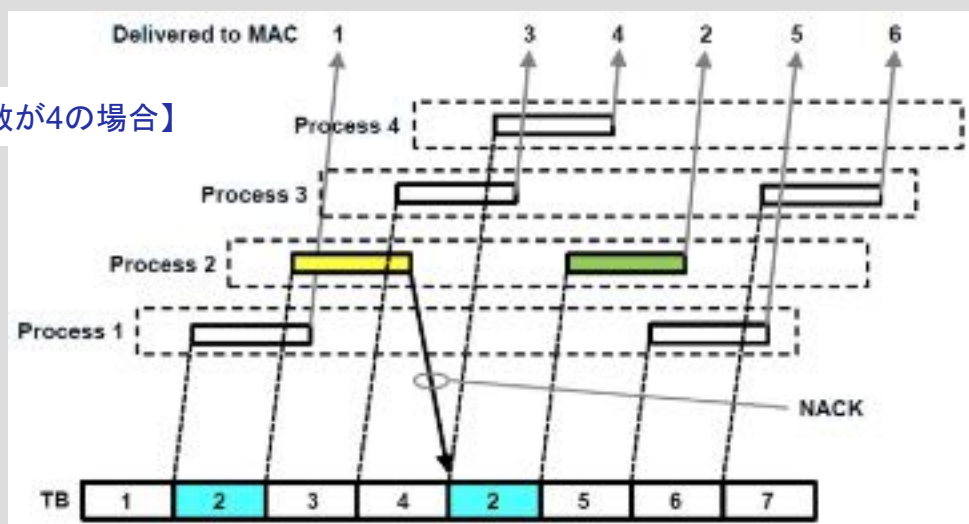 Delivered to MAC 1 3 4 2 5 6
数が4の場合】
Process 4
Process 3
Process 2
Process 1
NACK
TB 1 2 3 4 2 5 6 7